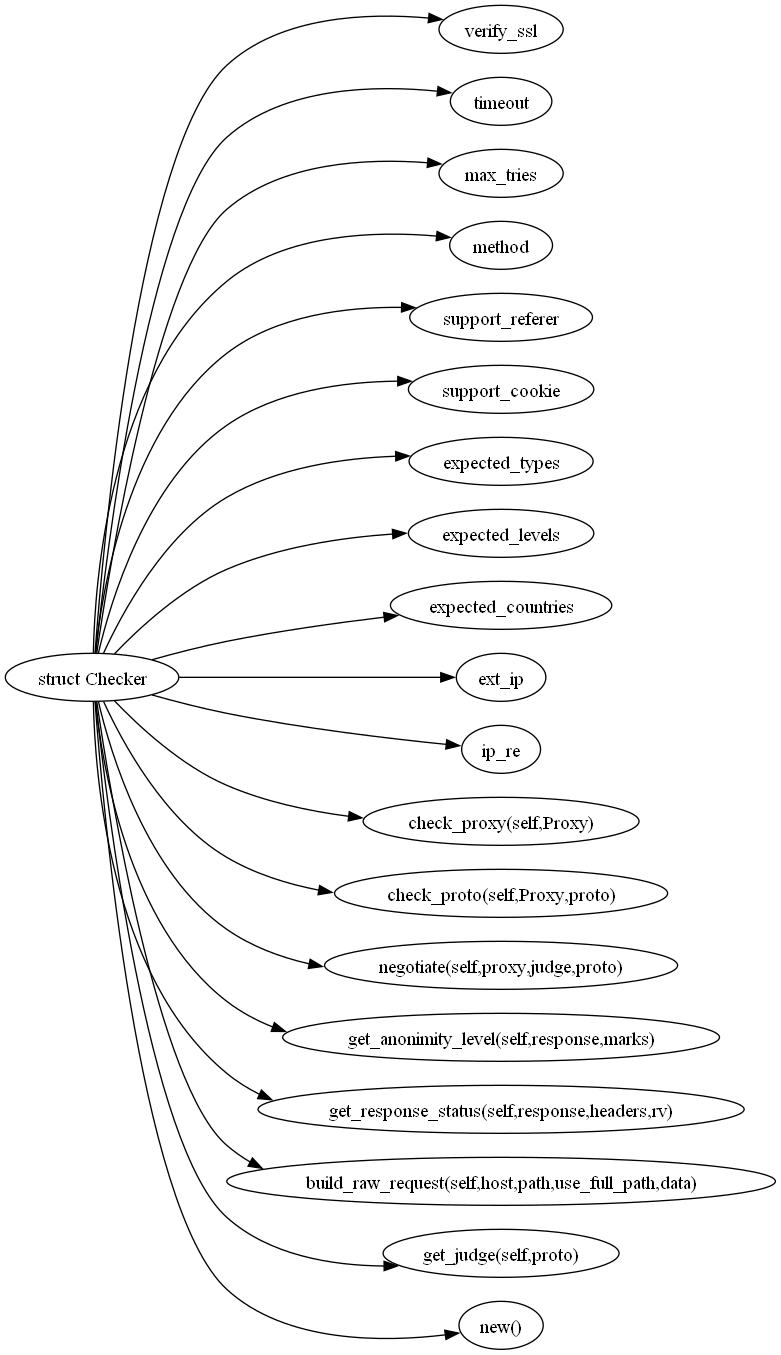 verify_ssl
timeout
max_tries
method
support_referer
support_cookie
expected_types
expected_levels
expected_countries
struct Checker
ext_ip
ip_re
check_proxy(self,Proxy)
check_proto(self,Proxy,proto)
negotiate(self,proxy,judge,proto)
get_anonimity_level(self,response,marks)
get_response_status(self,response,headers,rv)
build_raw_request(self,host,path,use_full_path,data)
get_judge(self,proto)
new()